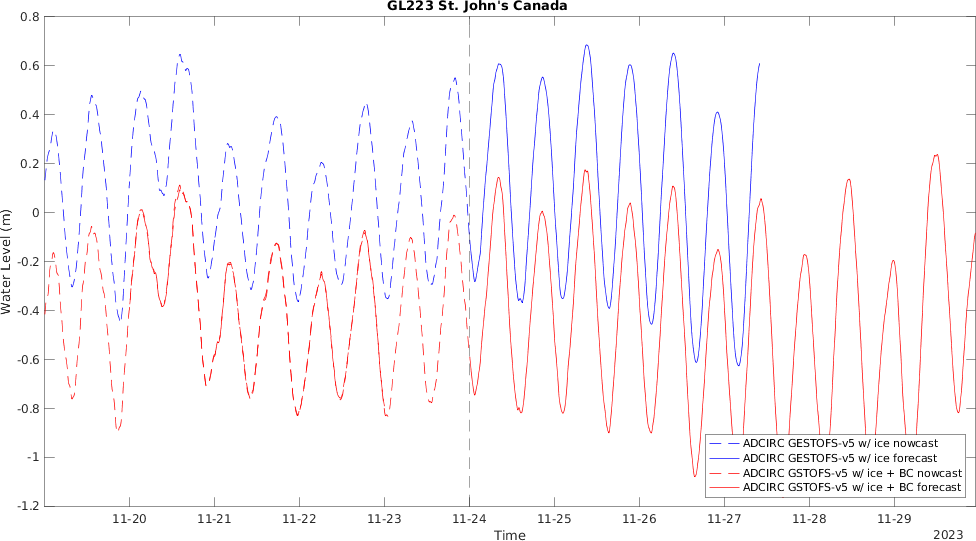 GL223 St. John's Canada
0.8
0.6
0.4
0.2
0
-0.2
-0.4
-0.6
-0.8
-1
-1.2
Water Level (m)
ADCIRC GESTOFS-v5 w/ ice nowcast
ADCIRC GESTOFS-v5 w/ ice forecast
ADCIRC GSTOFS-v5 w/ ice + BC nowcast
ADCIRC GSTOFS-v5 w/ ice + BC forecast
11-20 11-21 11-22 11-23 11-24 11-25 11-26 11-27 11-28 11-29
Time
2023